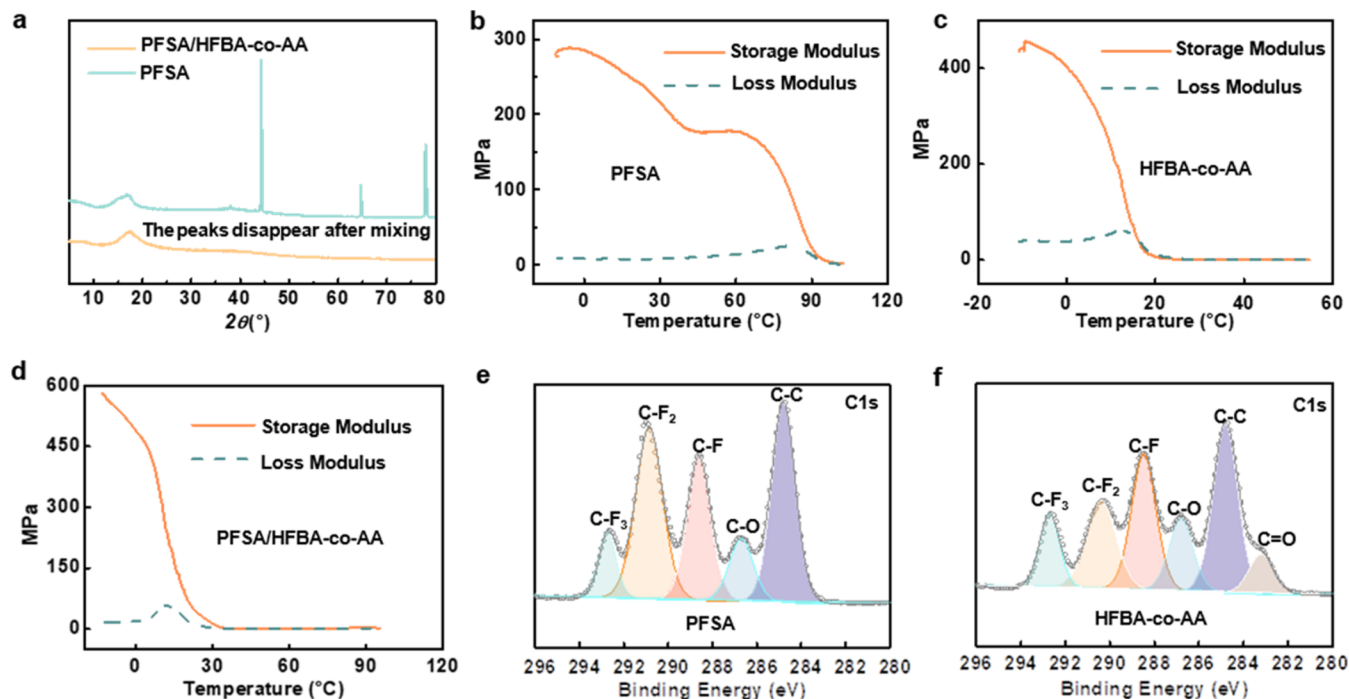 a
PFSA/HFBA-co-AA
PFSA
The peaks disappear after mixing
10 20 30 40 50 60 70 80
2θ(°)
b
300
225
150
75
0
MPa
Storage Modulus
Loss Modulus
PFSA
0 30 60 90 120
Temperature (°C)
c
400
200
0
MPa
Storage Modulus
Loss Modulus
HFBA-co-AA
-20 0 20 40 60
Temperature (°C)
d
600
450
300
150
0
MPa
Storage Modulus
Loss Modulus
PFSA/HFBA-co-AA
0 30 60 90 120
Temperature (°C)
e
C1s
C-F3
C-F2
C-F
C-O
C-C
PFSA
296 294 292 290 288 286 284 282 280
Binding Energy (eV)
f
C1s
C-F3
C-F2
C-F
C-O
C-C
C=O
HFBA-co-AA
296 294 292 290 288 286 284 282 280
Binding Energy (eV)